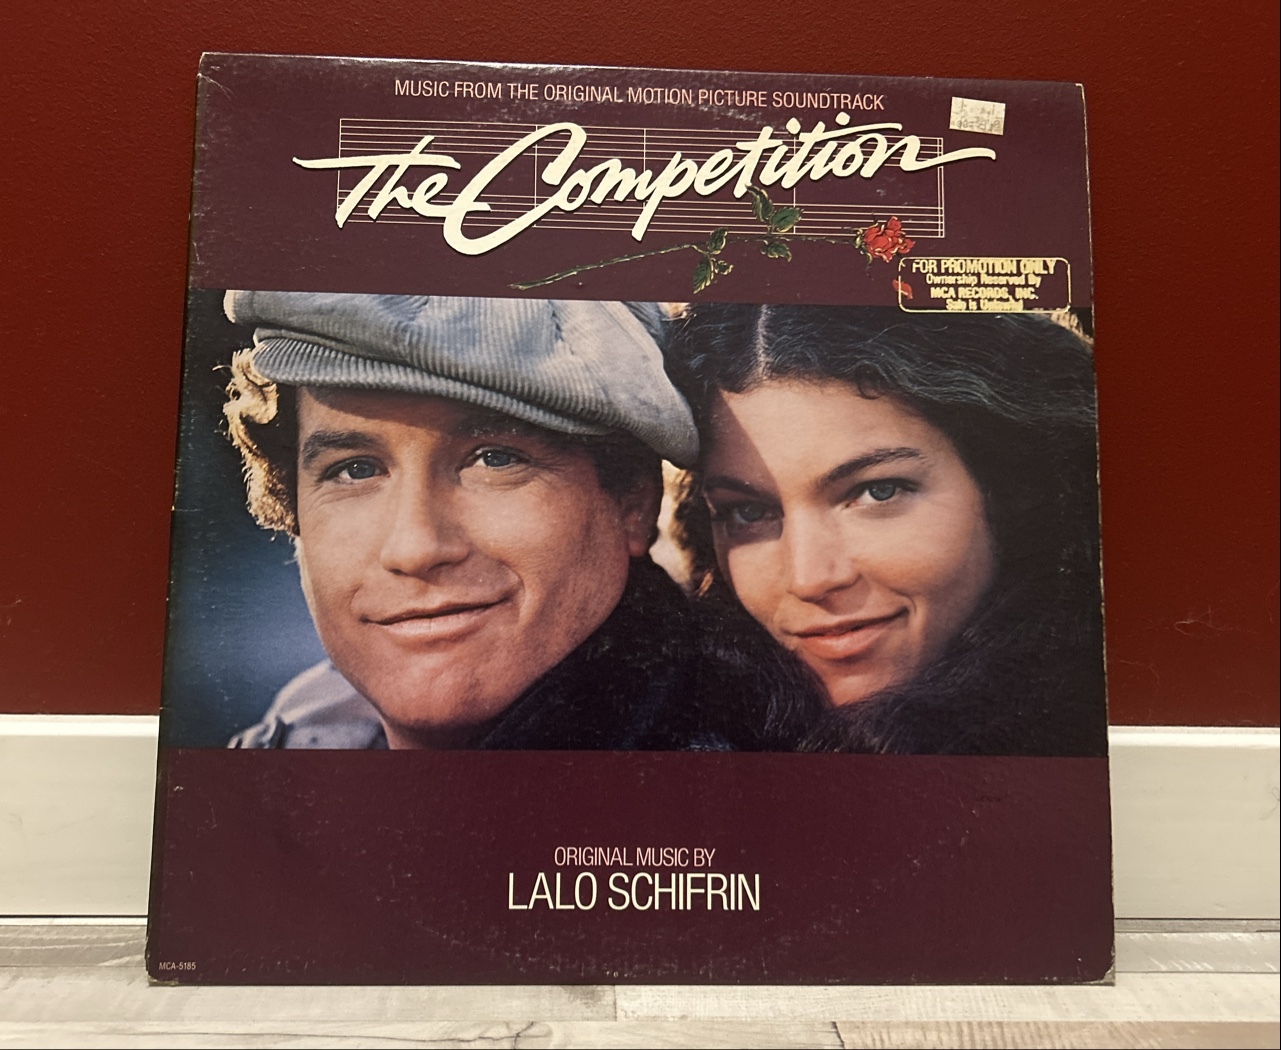 MUSIC FROM THE ORIGINAL MOTION PICTURE SOUNDTRACK
The Competition
FOR PROMOTION ONLY
Ownership Reserved By
MCA RECORDS, INC.
Sale is Unlawful
ORIGINAL MUSIC BY
LALO SCHIFRIN
MCA-5185